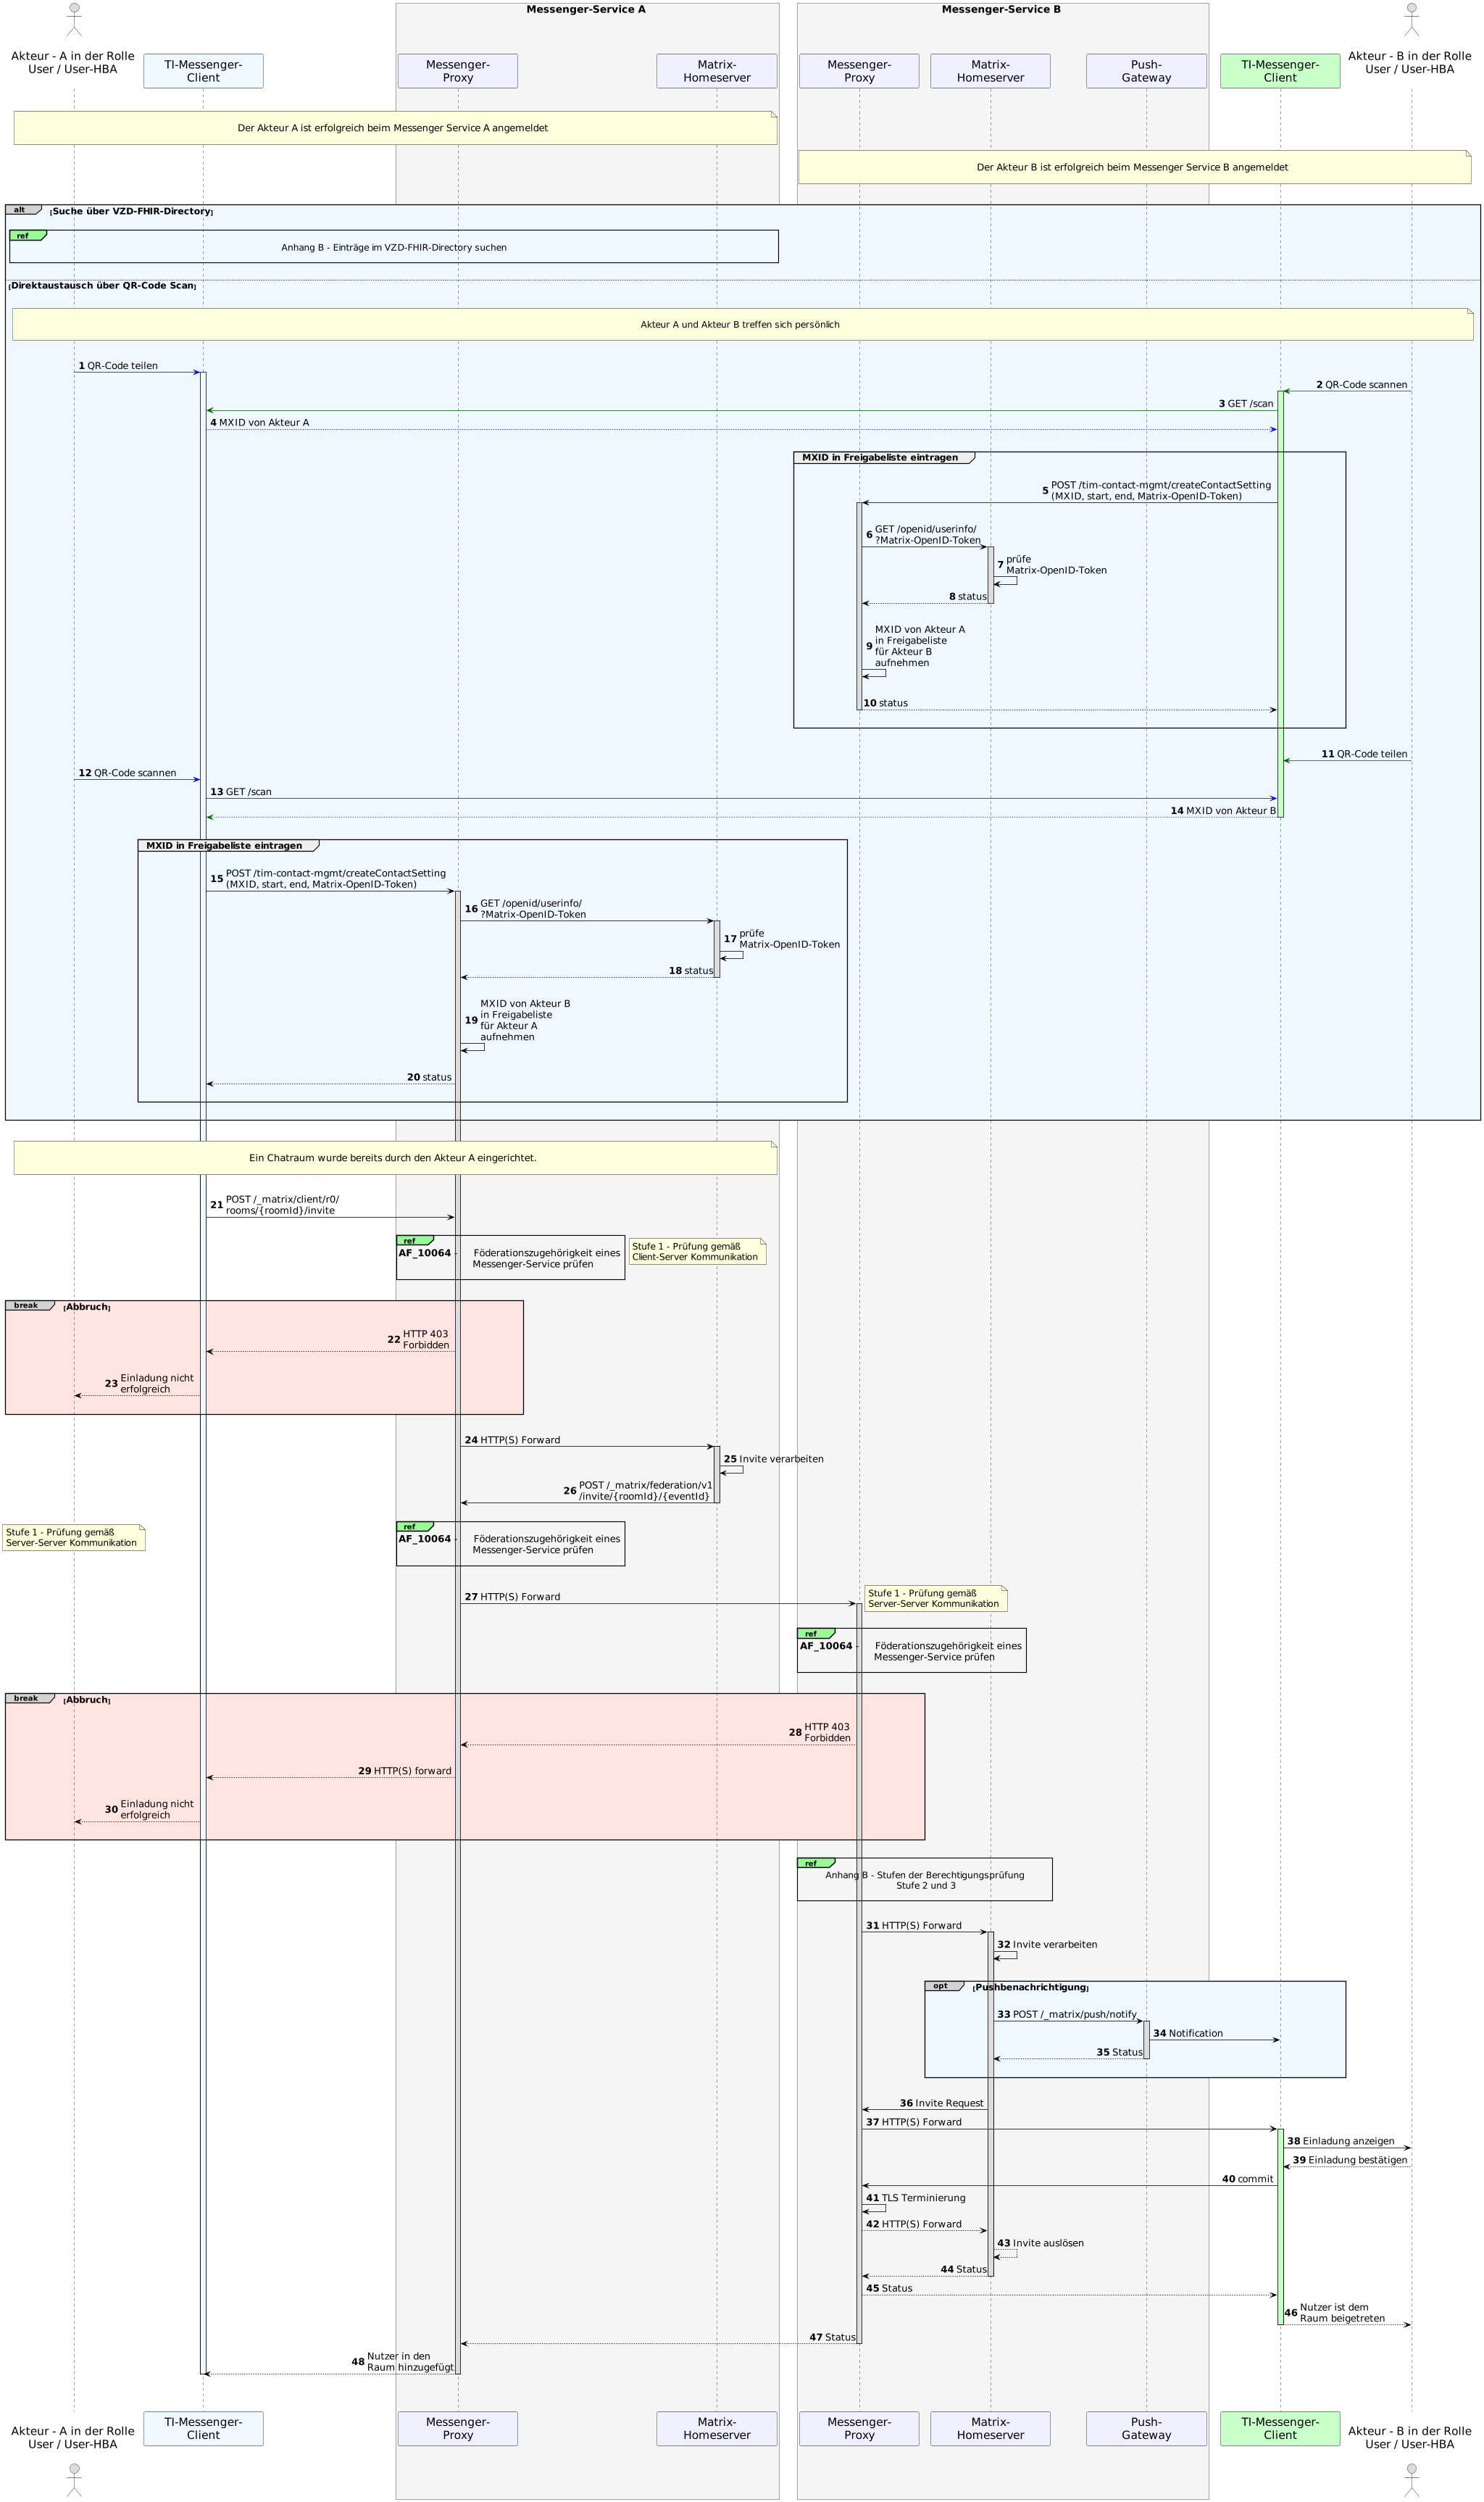 Messenger-Service A
Messenger-Service B
Akteur - A in der Rolle
User / User-HBA
TI-Messenger-
Client
Messenger-
Proxy
Matrix-
Homeserver
Messenger-
Proxy
Matrix-
Homeserver
Push-
Gateway
TI-Messenger-
Client
Akteur - B in der Rolle
User / User-HBA
Der Akteur A ist erfolgreich beim Messenger Service A angemeldet
Der Akteur B ist erfolgreich beim Messenger Service B angemeldet
alt [Suche über VZD-FHIR-Directory]
ref
Anhang B - Einträge im VZD-FHIR-Directory suchen
[Direktaustausch über QR-Code Scan]
Akteur A und Akteur B treffen sich persönlich
1 QR-Code teilen
2 QR-Code scannen
3 GET /scan
4 MXID von Akteur A
MXID in Freigabeliste eintragen
5 POST /tim-contact-mgmt/createContactSetting
(MXID, start, end, Matrix-OpenID-Token)
6 GET /openid/userinfo/
?Matrix-OpenID-Token
7 prüfe
Matrix-OpenID-Token
8 status
9 MXID von Akteur A
in Freigabeliste
für Akteur B
aufnehmen
10 status
11 QR-Code teilen
12 QR-Code scannen
13 GET /scan
14 MXID von Akteur B
MXID in Freigabeliste eintragen
15 POST /tim-contact-mgmt/createContactSetting
(MXID, start, end, Matrix-OpenID-Token)
16 GET /openid/userinfo/
?Matrix-OpenID-Token
17 prüfe
Matrix-OpenID-Token
18 status
19 MXID von Akteur B
in Freigabeliste
für Akteur A
aufnehmen
20 status
Ein Chatraum wurde bereits durch den Akteur A eingerichtet.
21 POST /_matrix/client/r0/
rooms/{roomId}/invite
ref
AF_10064 - Föderationszugehörigkeit eines
Messenger-Service prüfen
Stufe 1 - Prüfung gemäß
Client-Server Kommunikation
break [Abbruch]
22 HTTP 403
Forbidden
23 Einladung nicht
erfolgreich
24 HTTP(S) Forward
25 Invite verarbeiten
26 POST /_matrix/federation/v1
/invite/{roomId}/{eventId}
Stufe 1 - Prüfung gemäß
Server-Server Kommunikation
ref
AF_10064 - Föderationszugehörigkeit eines
Messenger-Service prüfen
27 HTTP(S) Forward
Stufe 1 - Prüfung gemäß
Server-Server Kommunikation
ref
AF_10064 - Föderationszugehörigkeit eines
Messenger-Service prüfen
break [Abbruch]
28 HTTP 403
Forbidden
29 HTTP(S) forward
30 Einladung nicht
erfolgreich
ref
Anhang B - Stufen der Berechtigungsprüfung
Stufe 2 und 3
31 HTTP(S) Forward
32 Invite verarbeiten
opt [Pushbenachrichtigung]
33 POST /_matrix/push/notify
34 Notification
35 Status
36 Invite Request
37 HTTP(S) Forward
38 Einladung anzeigen
39 Einladung bestätigen
40 commit
41 TLS Terminierung
42 HTTP(S) Forward
43 Invite auslösen
44 Status
45 Status
46 Nutzer ist dem
Raum beigetreten
47 Status
48 Nutzer in den
Raum hinzugefügt
Akteur - A in der Rolle
User / User-HBA
TI-Messenger-
Client
Messenger-
Proxy
Matrix-
Homeserver
Messenger-
Proxy
Matrix-
Homeserver
Push-
Gateway
TI-Messenger-
Client
Akteur - B in der Rolle
User / User-HBA